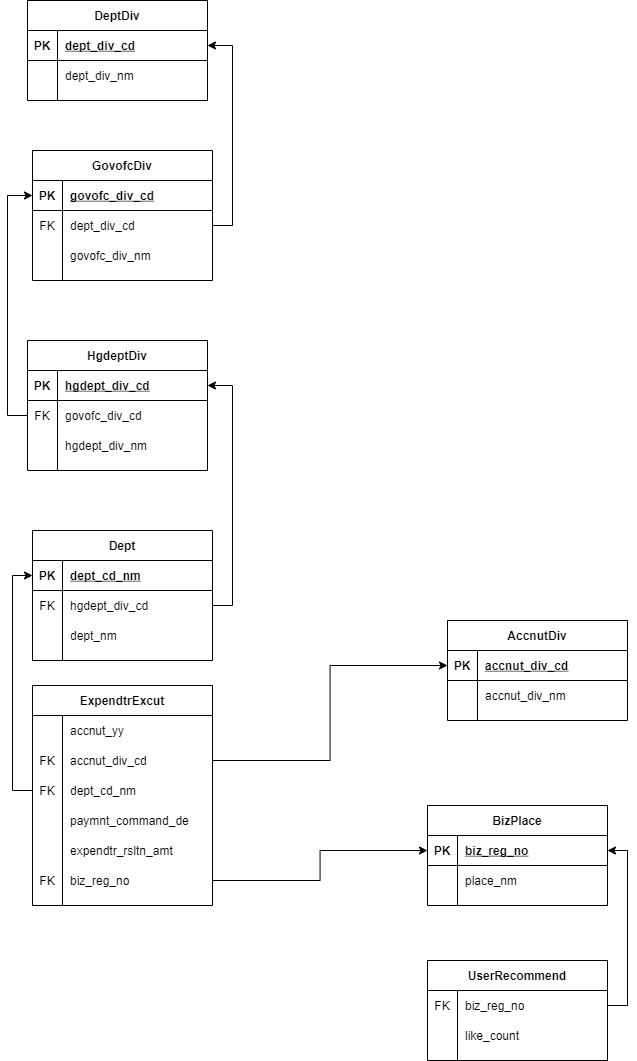 DeptDiv
PK dept_div_cd
dept_div_nm
GovofcDiv
PK govofc_div_cd
FK dept_div_cd
govofc_div_nm
HgdeptDiv
PK hgdept_div_cd
FK govofc_div_cd
hgdept_div_nm
Dept
PK dept_cd_nm
FK hgdept_div_cd
dept_nm
ExpendtrExcut
accnut_yy
FK accnut_div_cd
FK dept_cd_nm
paymnt_command_de
expendtr_rsltn_amt
FK biz_reg_no
AccnutDiv
PK accnut_div_cd
accnut_div_nm
BizPlace
PK biz_reg_no
place_nm
UserRecommend
FK biz_reg_no
like_count